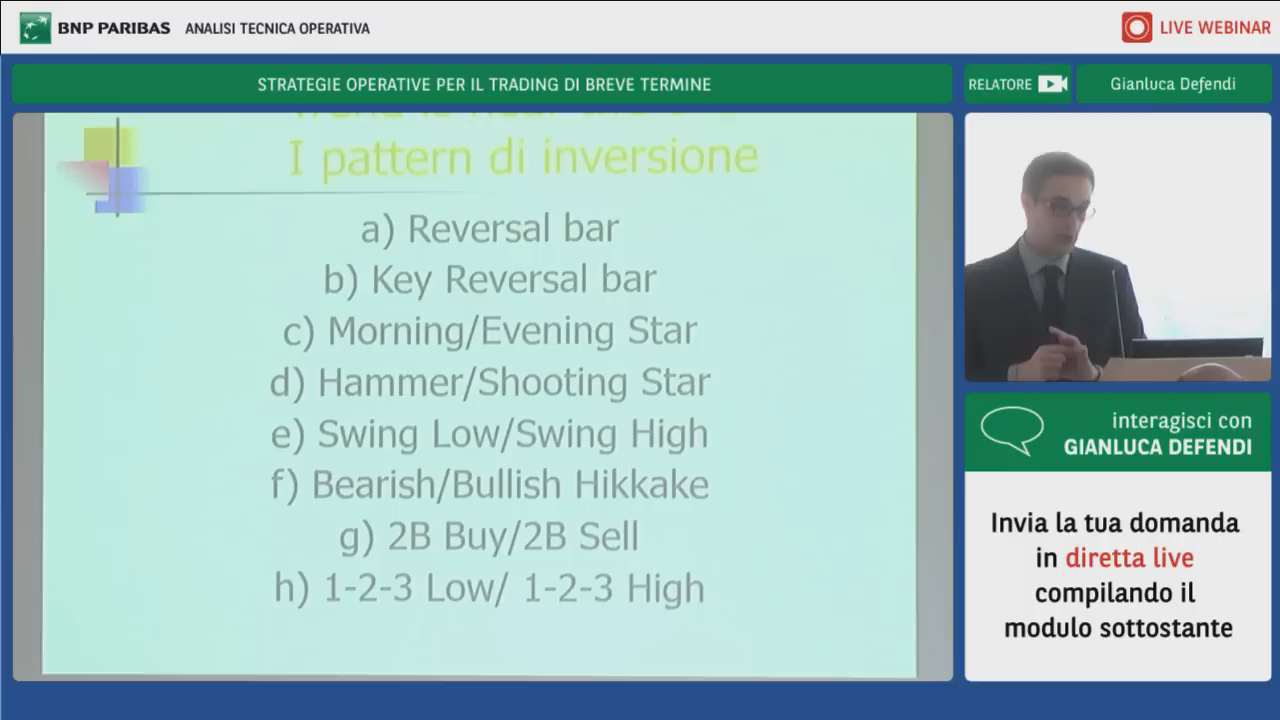 BNP PARIBAS ANALISI TECNICA OPERATIVA
LIVE WEBINAR
STRATEGIE OPERATIVE PER IL TRADING DI BREVE TERMINE
RELATORE
Gianluca Defendi
I pattern di inversione
a) Reversal bar
b) Key Reversal bar
c) Morning/Evening Star
d) Hammer/Shooting Star
e) Swing Low/Swing High
f) Bearish/Bullish Hikkake
g) 2B Buy/2B Sell
h) 1-2-3 Low/ 1-2-3 High
interagisci con
GIANLUCA DEFENDI
Invia la tua domanda
in diretta live
compilando il
modulo sottostante